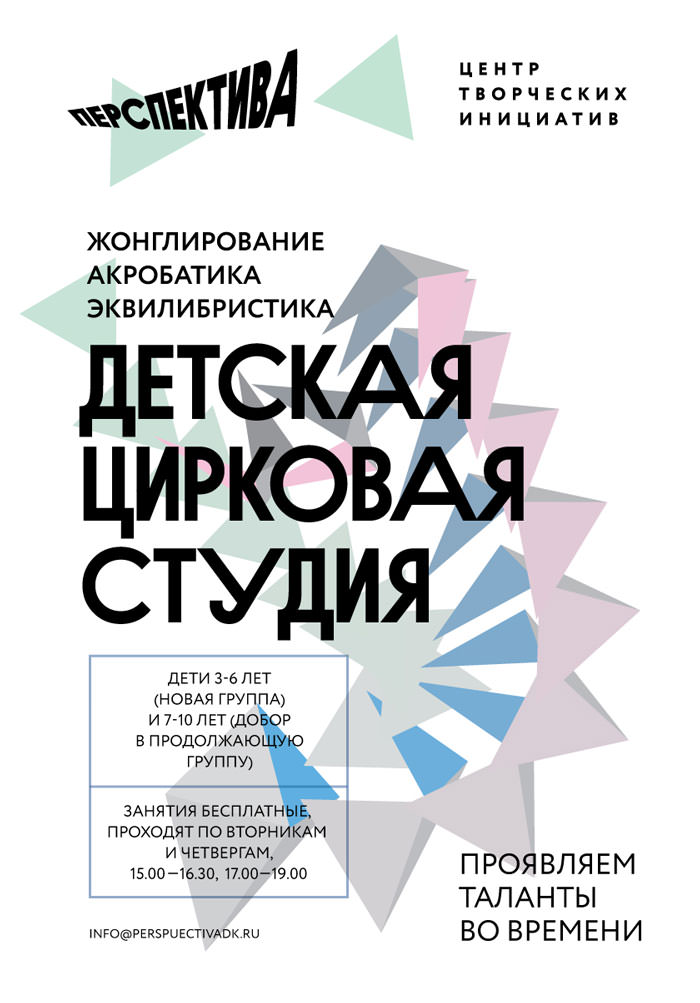 ПЕРСПЕКТИВА
ЦЕНТР
ТВОРЧЕСКИХ
ИНИЦИАТИВ
ЖОНГЛИРОВАНИЕ
АКРОБАТИКА
ЭКВИЛИБРИСТИКА
ДЕТСКАЯ
ЦИРКОВАЯ
СТУДИЯ
ДЕТИ 3-6 ЛЕТ
(НОВАЯ ГРУППА)
И 7-10 ЛЕТ (ДОБОР
В ПРОДОЛЖАЮЩУЮ
ГРУППУ)
ЗАНЯТИЯ БЕСПЛАТНЫЕ,
ПРОХОДЯТ ПО ВТОРНИКАМ
И ЧЕТВЕРГАМ,
15.00—16.30, 17.00—19.00
INFO@PERSPUECTIVADK.RU
ПРОЯВЛЯЕМ
ТАЛАНТЫ
ВО ВРЕМЕНИ